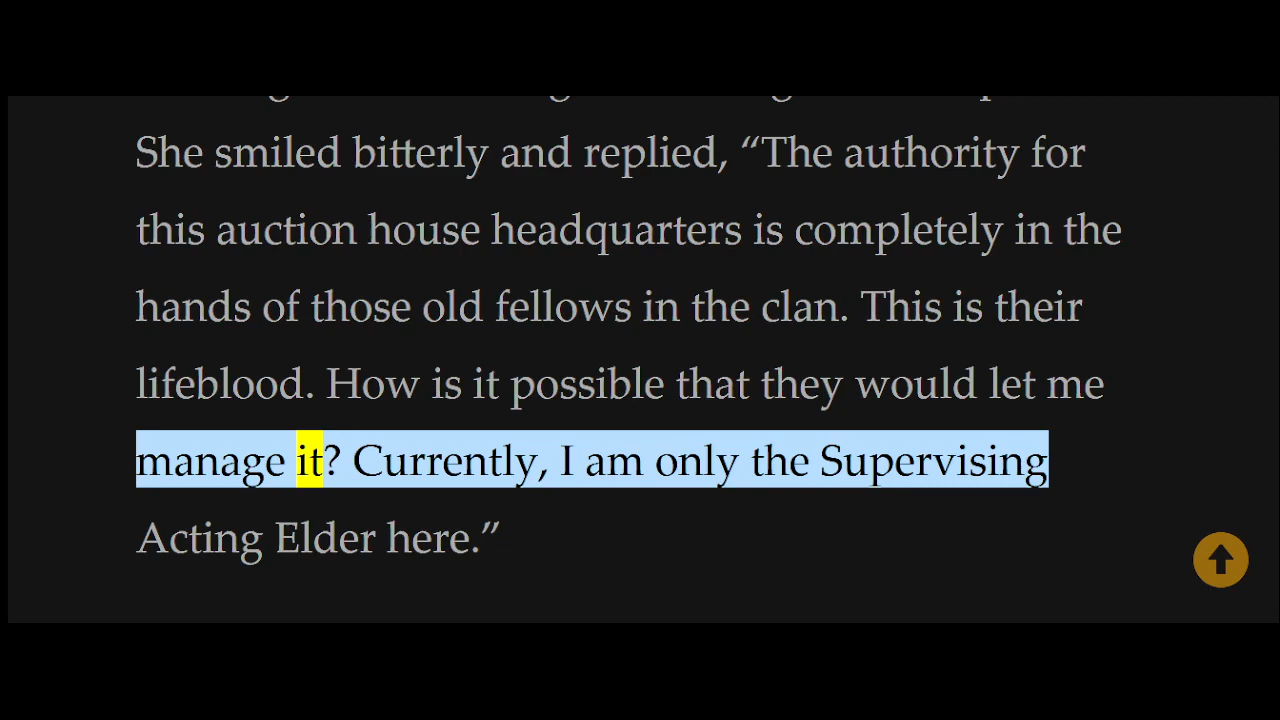 She smiled bitterly and replied, “The authority for
this auction house headquarters is completely in the
hands of those old fellows in the clan. This is their
lifeblood. How is it possible that they would let me
manage it? Currently, I am only the Supervising
Acting Elder here.”